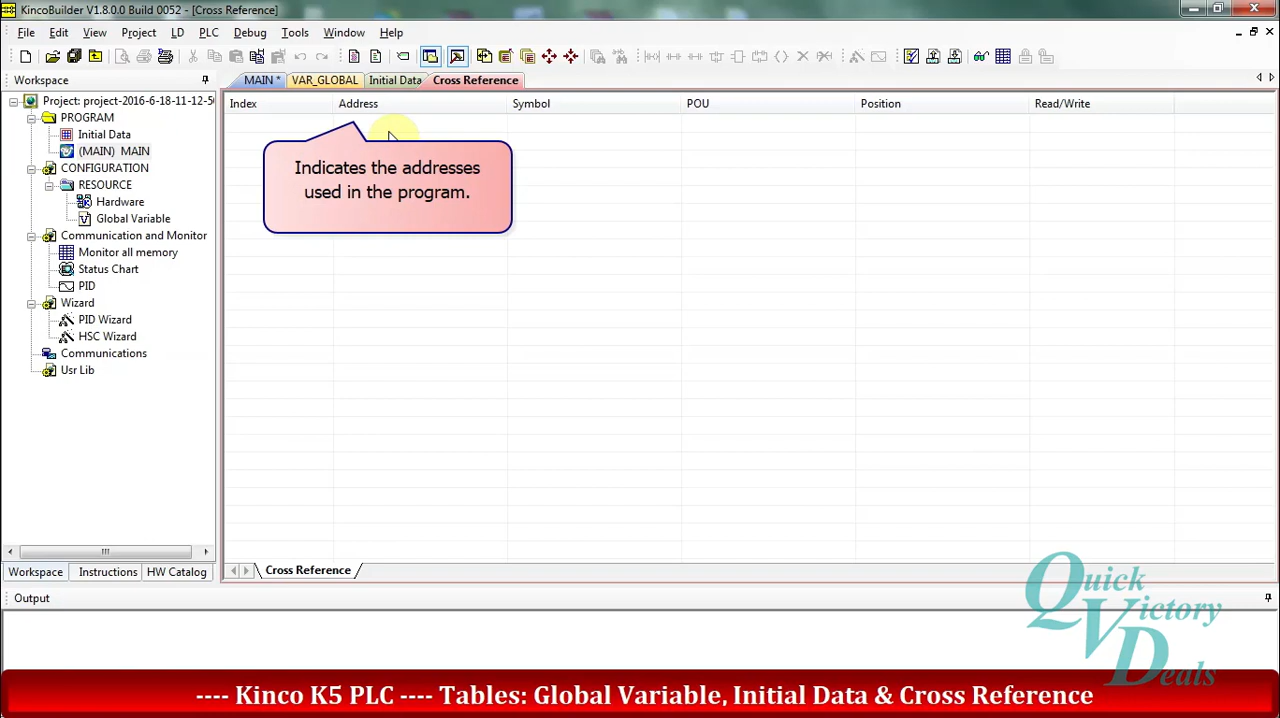 KincoBuilder V1.8.0.0 Build 0052 - [Cross Reference]
File Edit View Project LD PLC Debug Tools Window Help
Workspace
MAIN * VAR_GLOBAL Initial Data Cross Reference
Index Address Symbol POU Position Read/Write
Project: project-2016-6-18-11-12-50
PROGRAM
Initial Data
(MAIN) MAIN
CONFIGURATION
RESOURCE
Hardware
Global Variable
Communication and Monitor
Monitor all memory
Status Chart
PID
Wizard
PID Wizard
HSC Wizard
Communications
Usr Lib
Indicates the addresses
used in the program.
Workspace Instructions HW Catalog
Cross Reference
Output
Quick
Victory
Deals
---- Kinco K5 PLC ---- Tables: Global Variable, Initial Data & Cross Reference